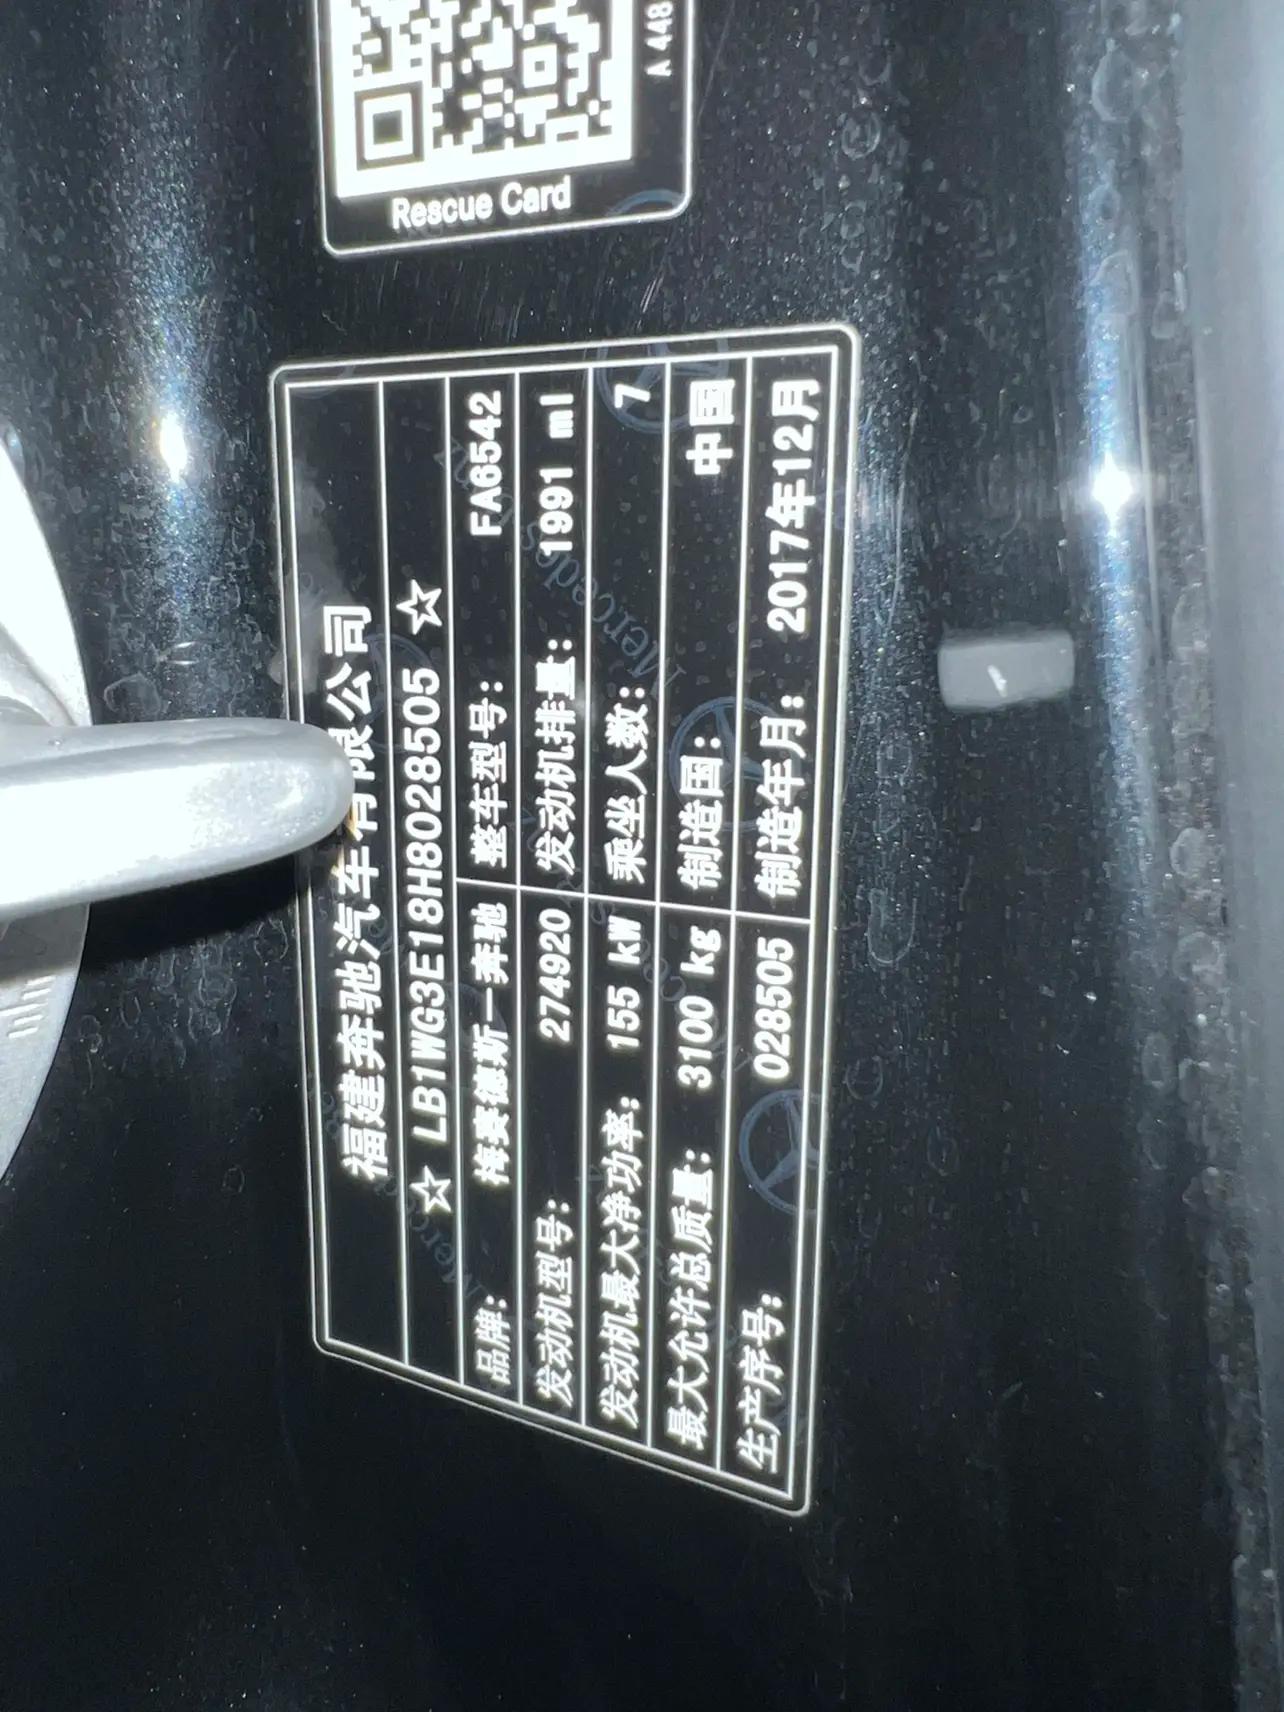 A 448
Rescue Card
福建奔驰汽车有限公司
☆ LB1WG3E18H8028505 ☆
品牌： 梅赛德斯－奔驰 整车型号： FA6542
发动机型号： 274920 发动机排量： 1991 ml
发动机最大净功率： 155 kW 乘坐人数： 7
最大允许总质量： 3100 kg 制造国： 中国
生产序号： 028505 制造年月： 2017年12月